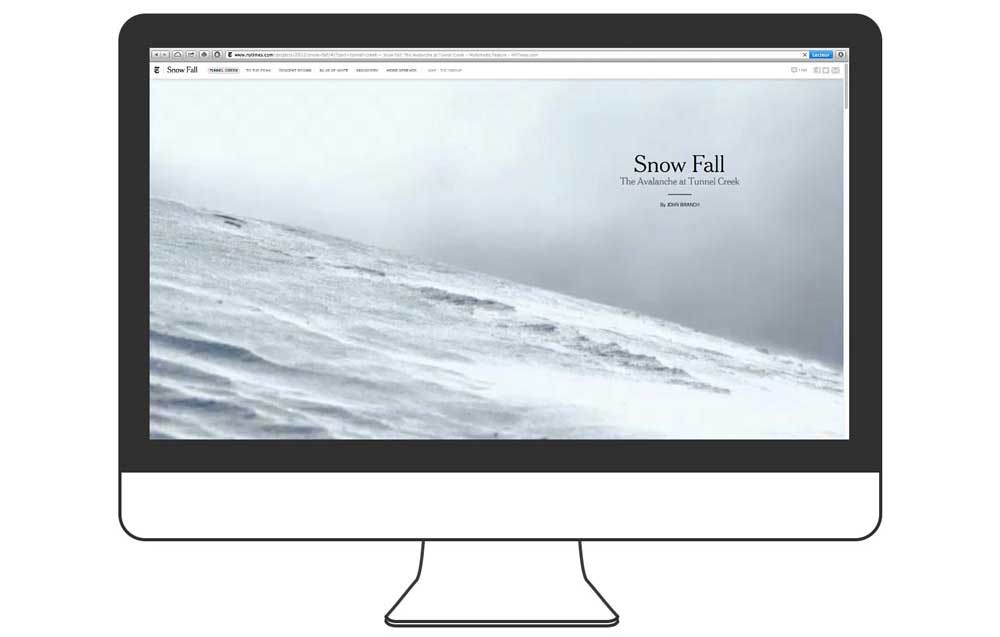 www.nytimes.com/projects/2012/snow-fall/#/?part=tunnel-creek — Snow Fall: The Avalanche at Tunnel Creek – Multimedia Feature – NYTimes.com
Lecteur
Snow Fall TUNNEL CREEK TO THE PEAK DESCENT BEGINS BLUR OF WHITE DISCOVERY WORD SPREADS
Snow Fall
The Avalanche at Tunnel Creek
By JOHN BRANCH